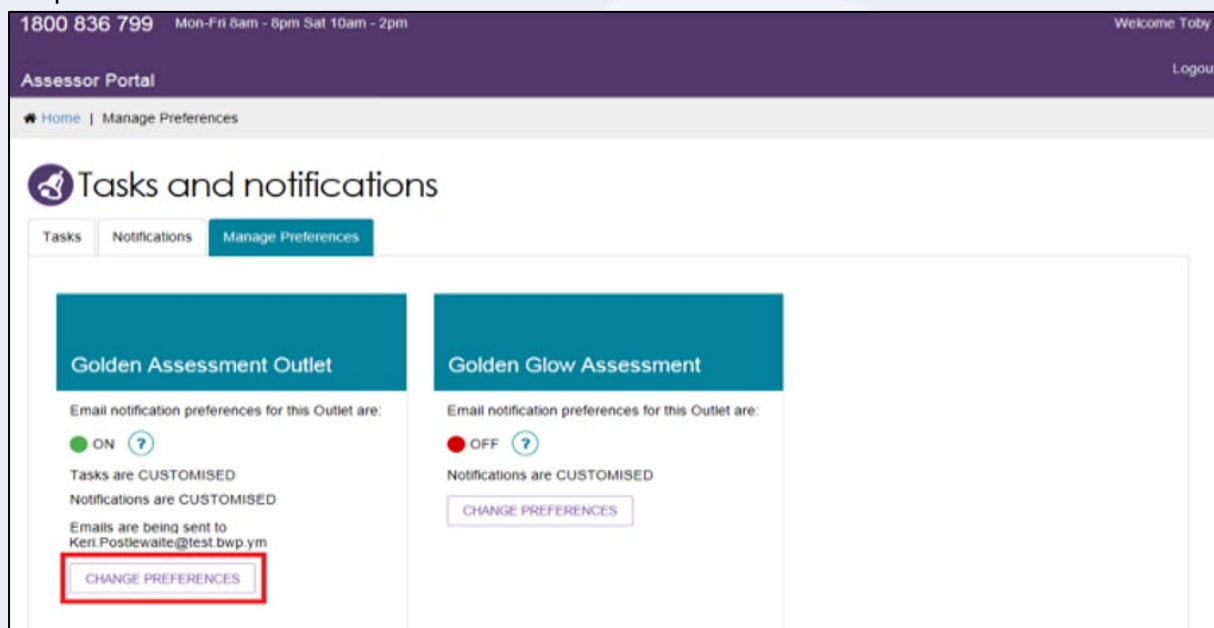 1800 836 799 Mon-Fri 8am - 8pm Sat 10am - 2pm Welcome Toby
Assessor Portal
Home | Manage Preferences
Tasks and notifications
Tasks Notifications Manage Preferences
Golden Assessment Outlet
Email notification preferences for this Outlet are:
ON ?
Tasks are CUSTOMISED
Notifications are CUSTOMISED
Emails are being sent to
Keri.Postlewaite@test.bwp.ym
CHANGE PREFERENCES
Golden Glow Assessment
Email notification preferences for this Outlet are:
OFF ?
Notifications are CUSTOMISED
CHANGE PREFERENCES